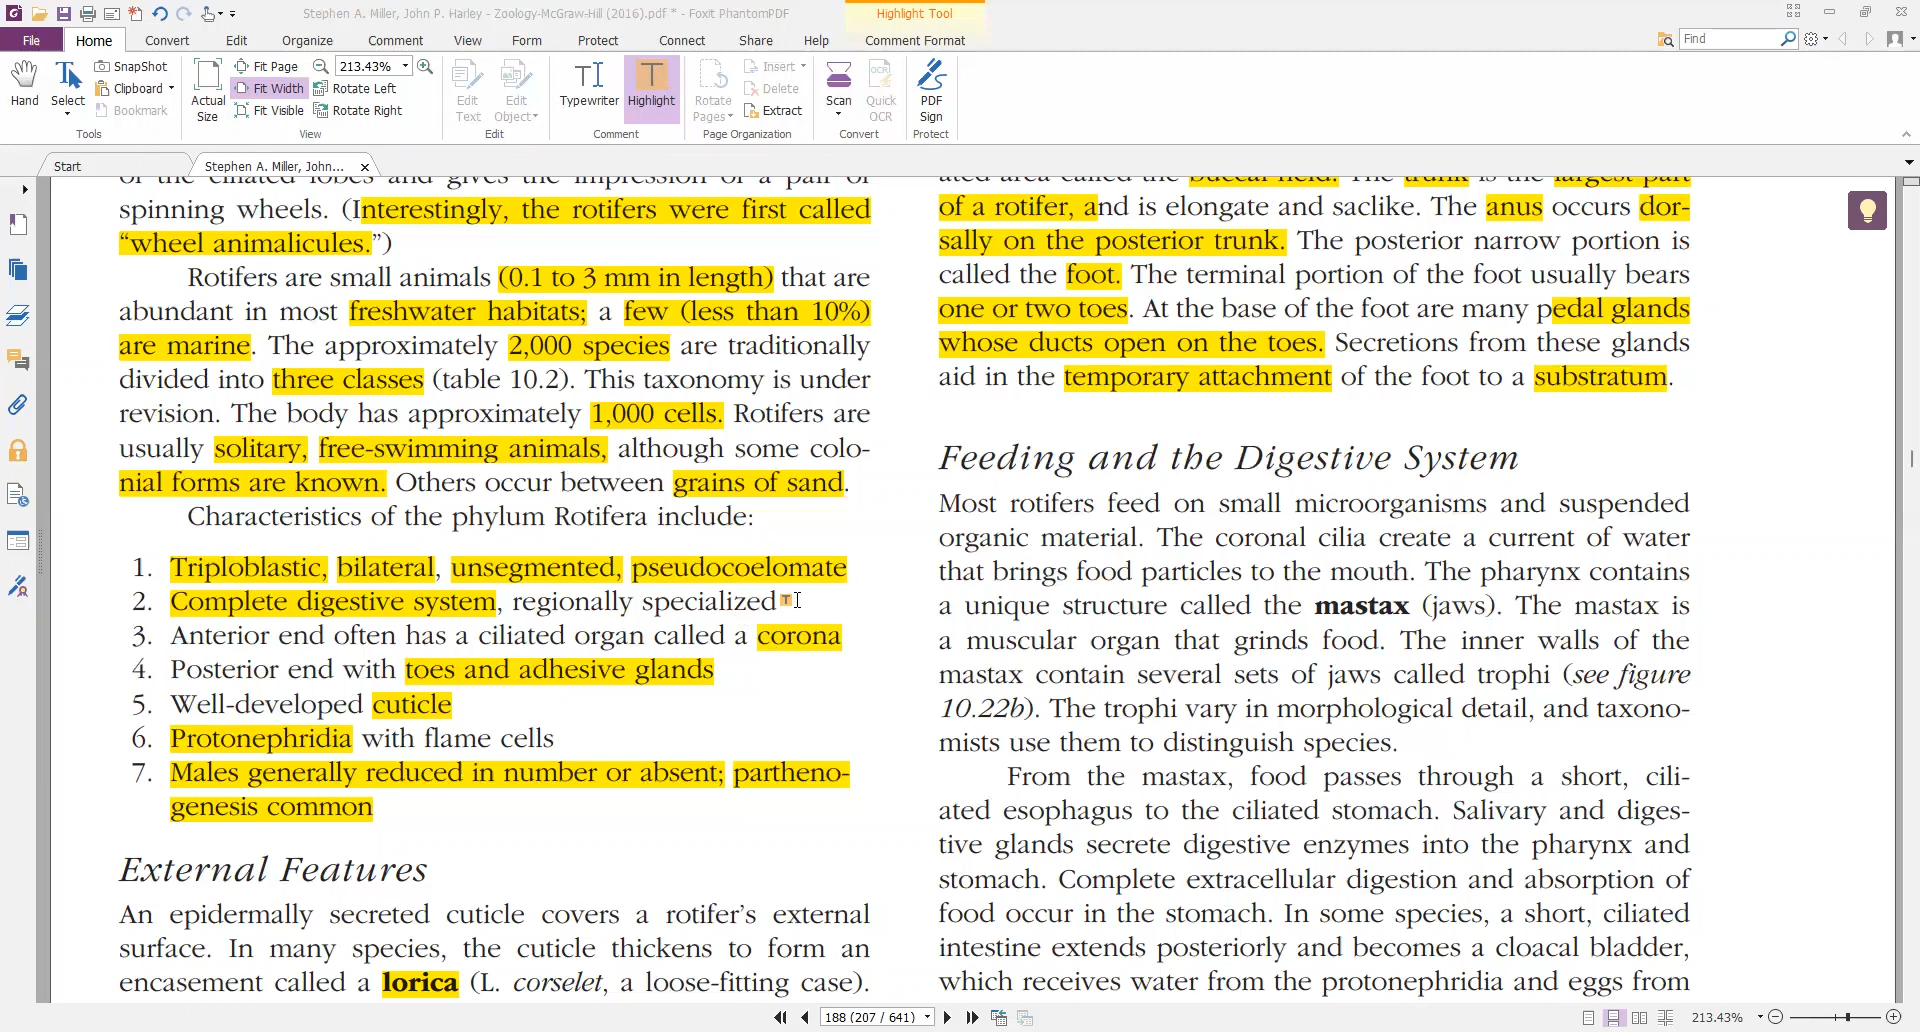 Stephen A. Miller, John P. Harley - Zoology-McGraw-Hill (2016).pdf * - Foxit PhantomPDF
Highlight Tool
File Home Convert Edit Organize Comment View Form Protect Connect Share Help Comment Format
Find
Hand
Select
SnapShot
Clipboard
Bookmark
Tools
Actual Size
Fit Page
Fit Width
Fit Visible
213.43%
Rotate Left
Rotate Right
View
Edit Text
Edit Object
Edit
Typewriter
Highlight
Comment
Rotate Pages
Insert
Delete
Extract
Page Organization
Scan
Quick OCR
Convert
PDF Sign
Protect
Start
Stephen A. Miller, John...
of the ciliated lobes and gives the impression of a pair of
spinning wheels. (Interestingly, the rotifers were first called
“wheel animalicules.”)
Rotifers are small animals (0.1 to 3 mm in length) that are
abundant in most freshwater habitats; a few (less than 10%)
are marine. The approximately 2,000 species are traditionally
divided into three classes (table 10.2). This taxonomy is under
revision. The body has approximately 1,000 cells. Rotifers are
usually solitary, free-swimming animals, although some colo-
nial forms are known. Others occur between grains of sand.
Characteristics of the phylum Rotifera include:
1. Triploblastic, bilateral, unsegmented, pseudocoelomate
2. Complete digestive system, regionally specialized
3. Anterior end often has a ciliated organ called a corona
4. Posterior end with toes and adhesive glands
5. Well-developed cuticle
6. Protonephridia with flame cells
7. Males generally reduced in number or absent; partheno-
genesis common
External Features
An epidermally secreted cuticle covers a rotifer’s external
surface. In many species, the cuticle thickens to form an
encasement called a lorica (L. corselet, a loose-fitting case).
ated area called the buccal field. The trunk is the largest part
of a rotifer, and is elongate and saclike. The anus occurs dor-
sally on the posterior trunk. The posterior narrow portion is
called the foot. The terminal portion of the foot usually bears
one or two toes. At the base of the foot are many pedal glands
whose ducts open on the toes. Secretions from these glands
aid in the temporary attachment of the foot to a substratum.
Feeding and the Digestive System
Most rotifers feed on small microorganisms and suspended
organic material. The coronal cilia create a current of water
that brings food particles to the mouth. The pharynx contains
a unique structure called the mastax (jaws). The mastax is
a muscular organ that grinds food. The inner walls of the
mastax contain several sets of jaws called trophi (see figure
10.22b). The trophi vary in morphological detail, and taxono-
mists use them to distinguish species.
From the mastax, food passes through a short, cili-
ated esophagus to the ciliated stomach. Salivary and diges-
tive glands secrete digestive enzymes into the pharynx and
stomach. Complete extracellular digestion and absorption of
food occur in the stomach. In some species, a short, ciliated
intestine extends posteriorly and becomes a cloacal bladder,
which receives water from the protonephridia and eggs from
188 (207 / 641)
213.43%